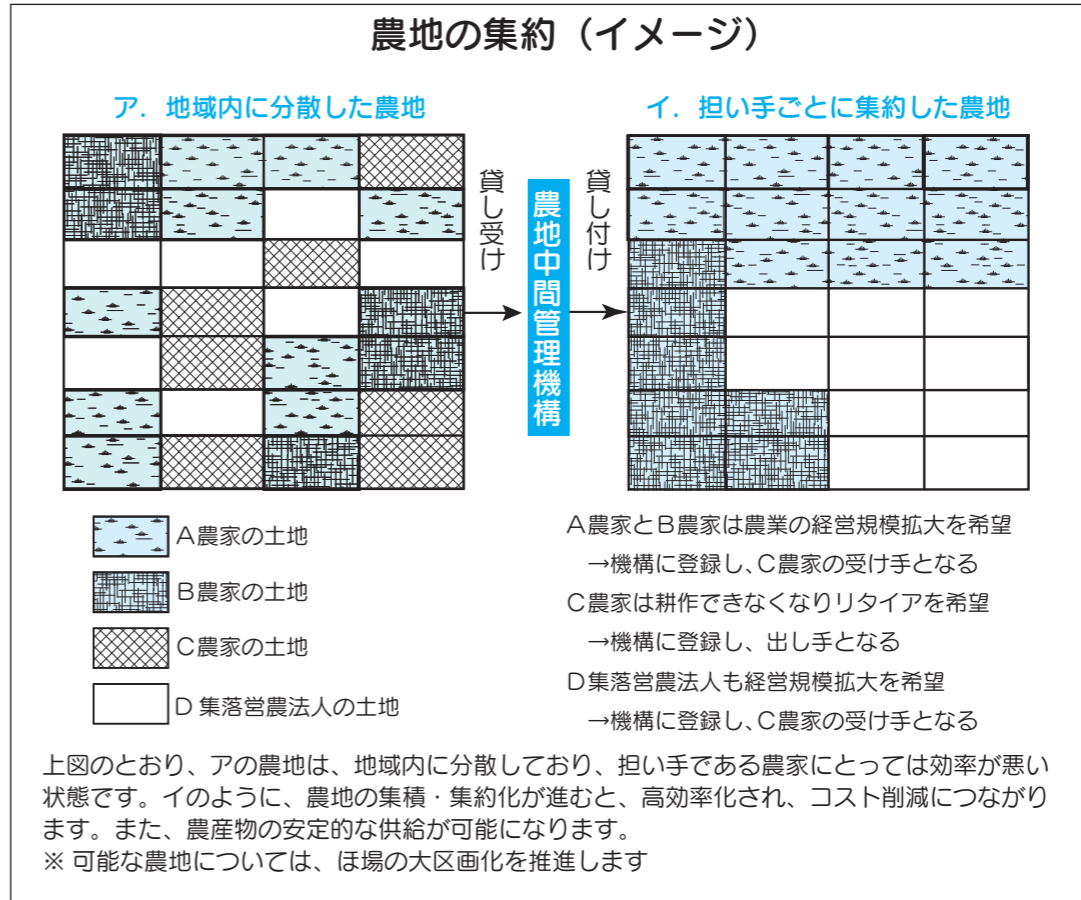 農地の集約（イメージ）
ア．地域内に分散した農地
貸し受け
農地中間管理機構
貸し付け
イ．担い手ごとに集約した農地
A農家の土地
B農家の土地
C農家の土地
D 集落営農法人の土地
A農家とB農家は農業の経営規模拡大を希望
→機構に登録し、C農家の受け手となる
C農家は耕作できなくなりリタイアを希望
→機構に登録し、出し手となる
D集落営農法人も経営規模拡大を希望
→機構に登録し、C農家の受け手となる
上図のとおり、アの農地は、地域内に分散しており、担い手である農家にとっては効率が悪い
状態です。イのように、農地の集積・集約化が進むと、高効率化され、コスト削減につながり
ます。また、農産物の安定的な供給が可能になります。
※ 可能な農地については、ほ場の大区画化を推進します